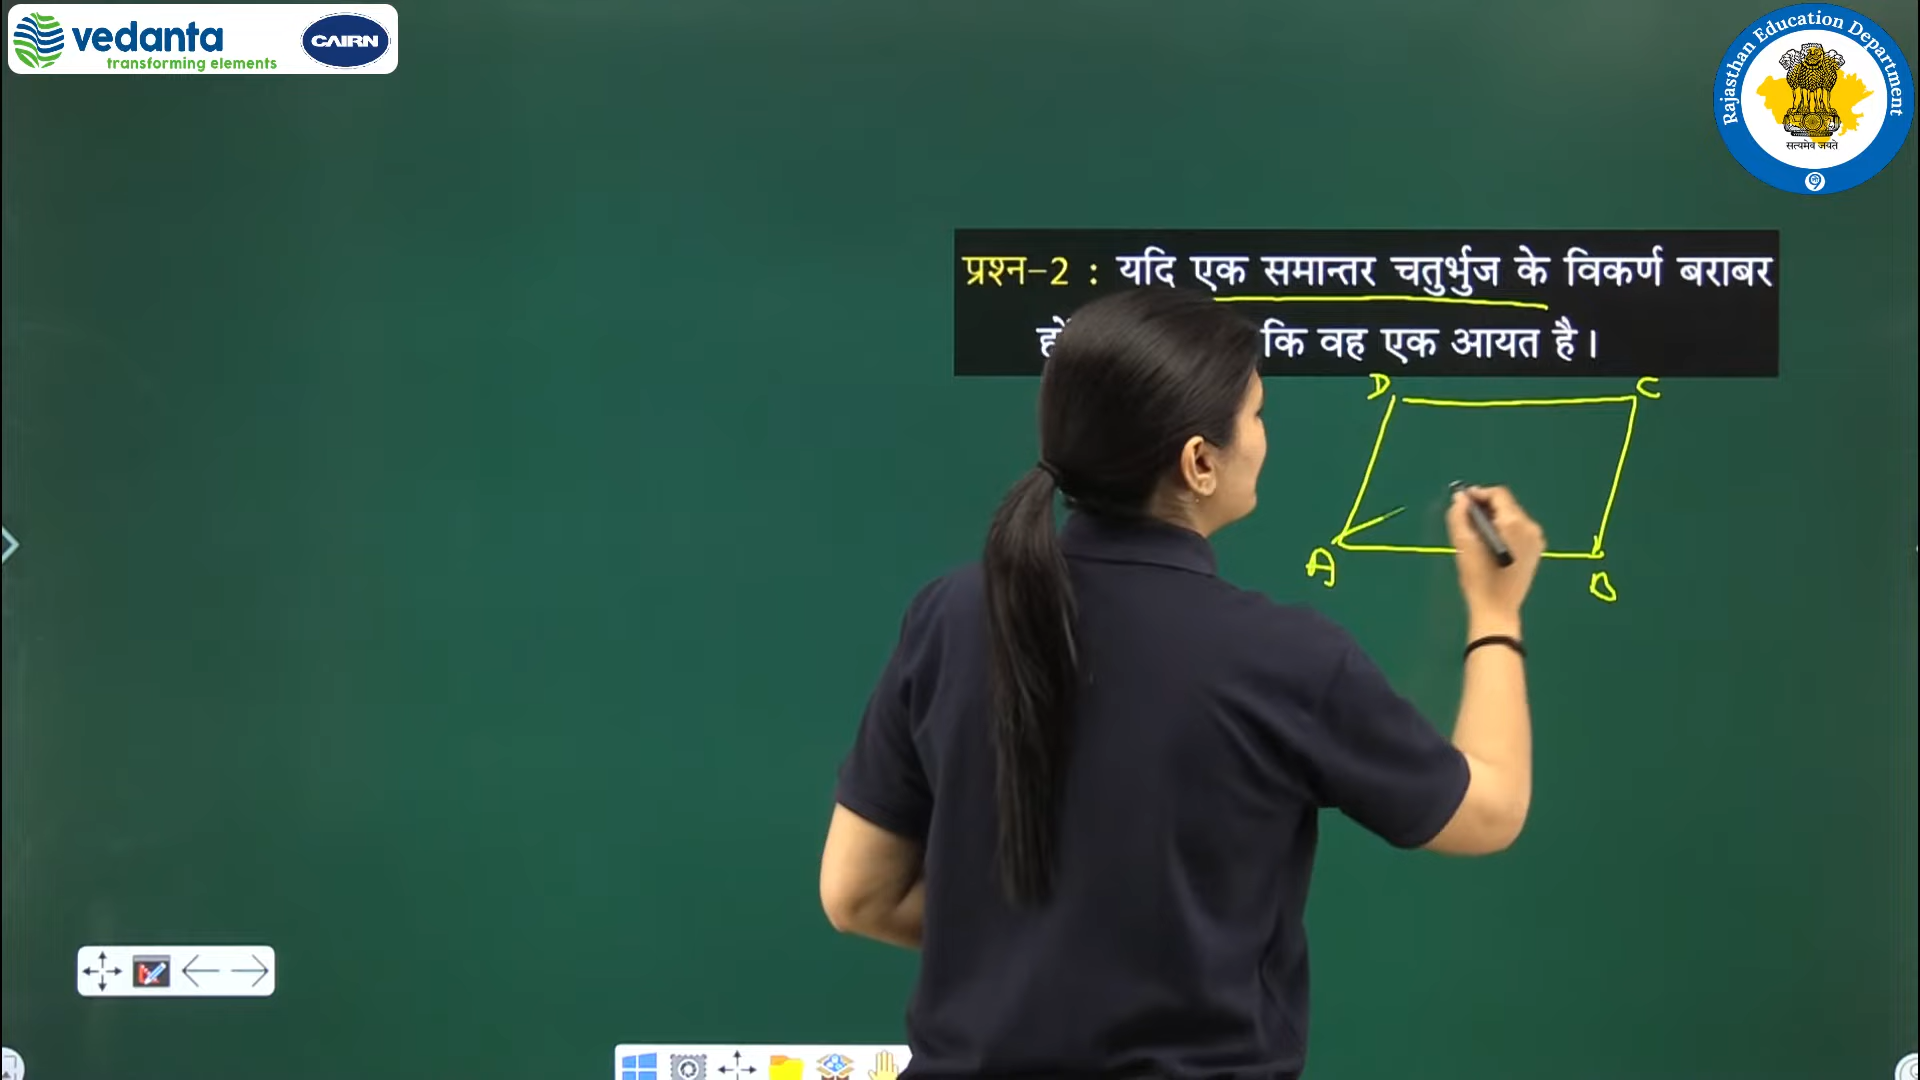 vedanta
transforming elements
CAIRN
Rajasthan Education Department
सत्यमेव जयते
प्रश्न-2 : यदि एक समान्तर चतुर्भुज के विकर्ण बराबर
कि वह एक आयत है।
D
C
A
B